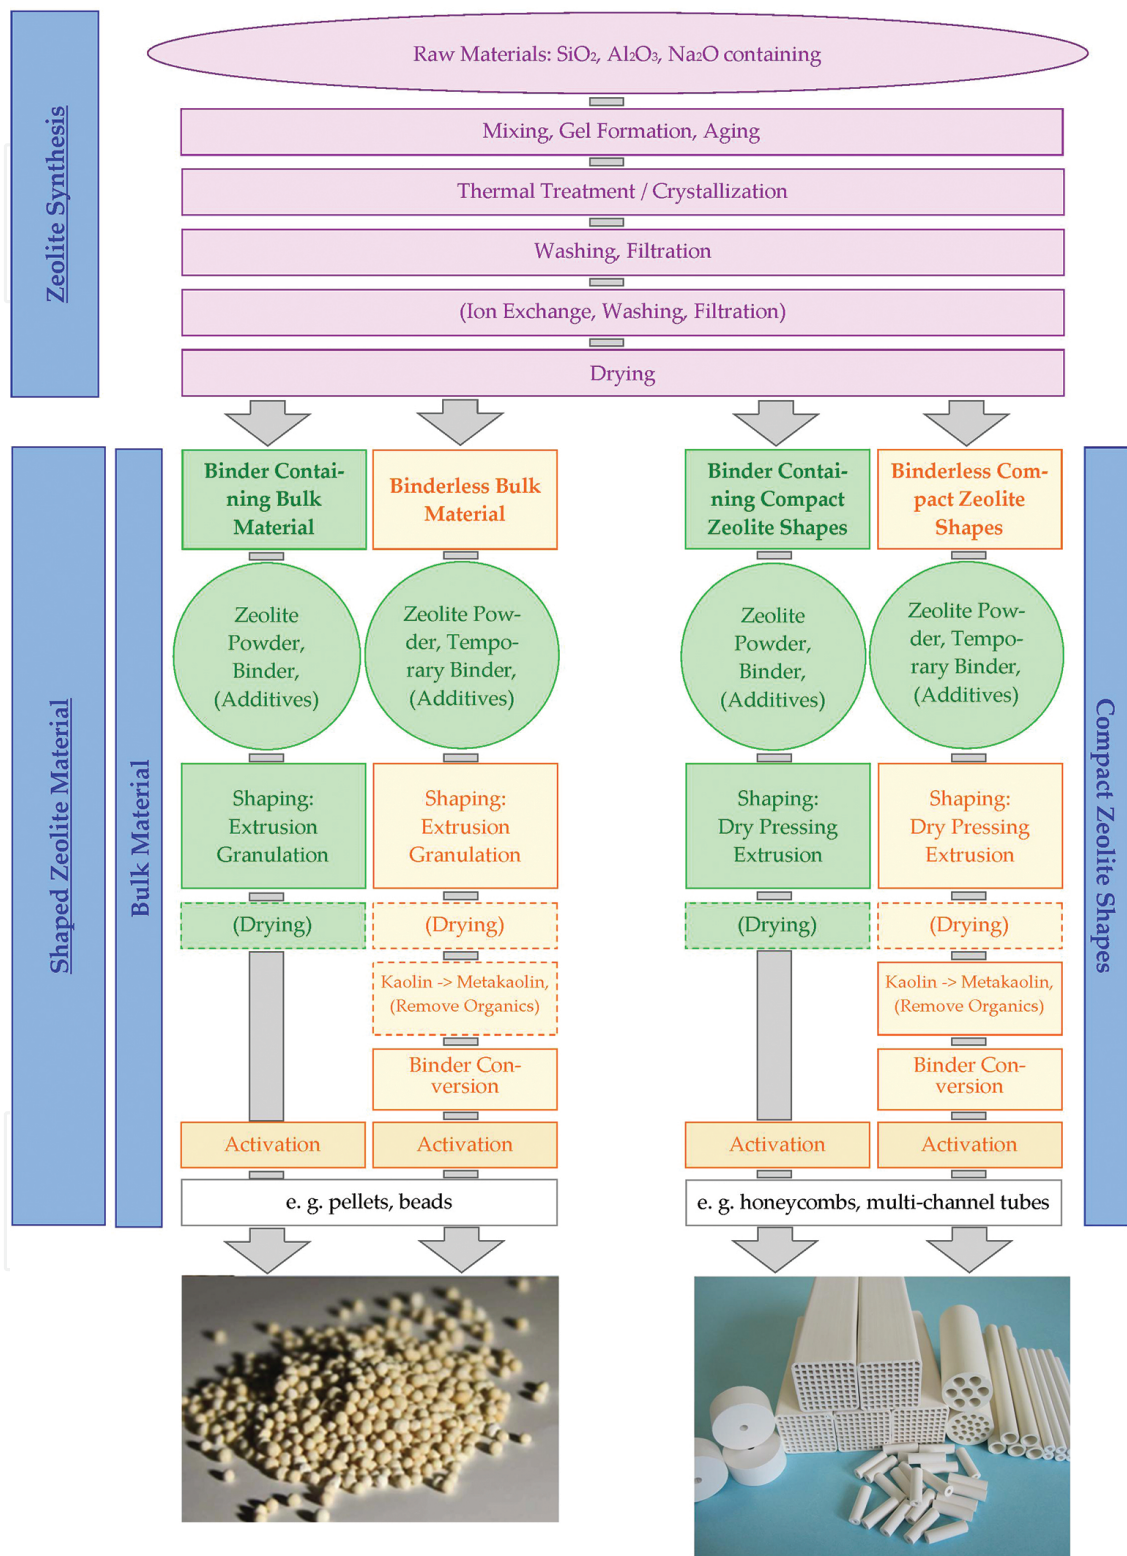 Zeolite Synthesis
Raw Materials: SiO₂, Al₂O₃, Na₂O containing
Mixing, Gel Formation, Aging
Thermal Treatment / Crystallization
Washing, Filtration
(Ion Exchange, Washing, Filtration)
Drying
Shaped Zeolite Material
Bulk Material
Binder Contai-
ning Bulk
Material
Zeolite
Powder,
Binder,
(Additives)
Shaping:
Extrusion
Granulation
(Drying)
Activation
Binderless Bulk
Material
Zeolite Pow-
der, Tempo-
rary Binder,
(Additives)
Shaping:
Extrusion
Granulation
(Drying)
Kaolin -> Metakaolin,
(Remove Organics)
Binder Con-
version
Activation
e. g. pellets, beads
Binder Contai-
ning Compact
Zeolite Shapes
Zeolite
Powder,
Binder,
(Additives)
Shaping:
Dry Pressing
Extrusion
(Drying)
Activation
Binderless Com-
pact Zeolite
Shapes
Zeolite Pow-
der, Tempo-
rary Binder,
(Additives)
Shaping:
Dry Pressing
Extrusion
(Drying)
Kaolin -> Metakaolin,
(Remove Organics)
Binder Con-
version
Activation
e. g. honeycombs, multi-channel tubes
Compact Zeolite Shapes